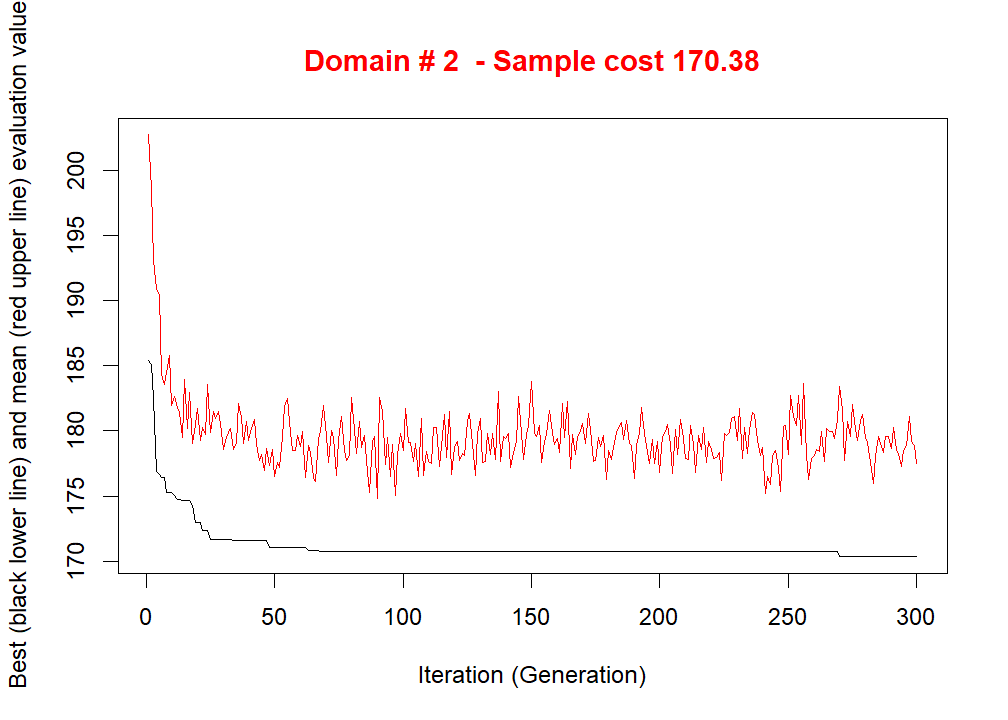 Domain # 2  - Sample cost 170.38
Best (black lower line) and mean (red upper line) evaluation value
200
195
190
185
180
175
170
0 50 100 150 200 250 300
Iteration (Generation)